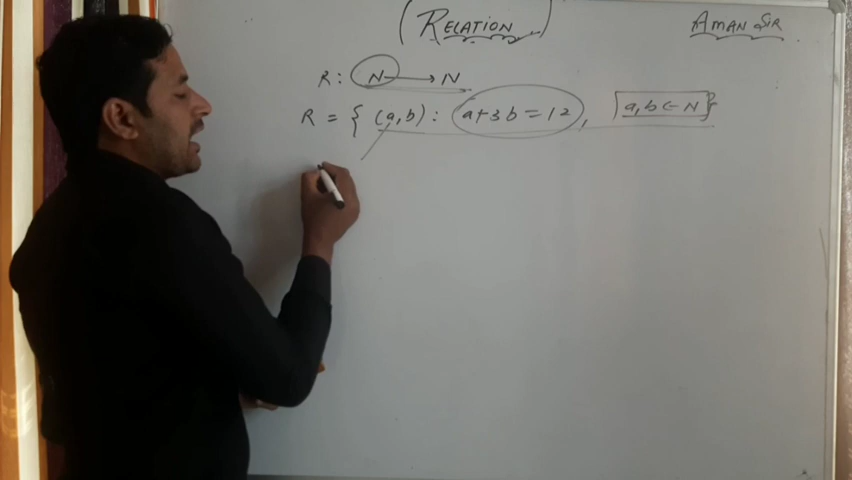 (RELATION) AMAN SIR
R: N → N
R = { (a,b) : a+3b = 12, a,b ∈ N }